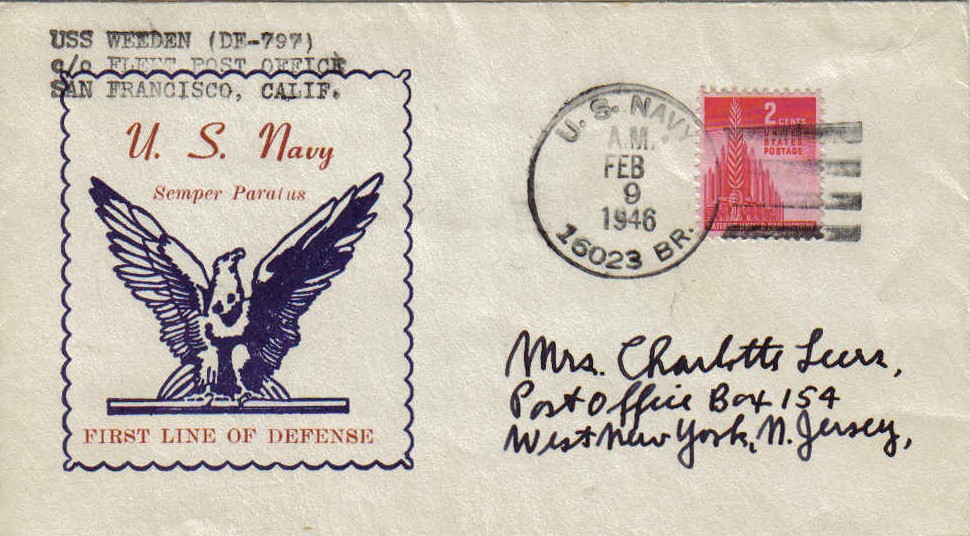 USS WEEDEN (DE-797)
c/o FLEET POST OFFICE
SAN FRANCISCO, CALIF.
U. S. Navy
Semper Paratus
FIRST LINE OF DEFENSE
U. S. NAVY
A.M.
FEB
9
1946
16023 BR.
2 CENTS
UNITED
STATES
POSTAGE
Mrs. Charlotte Leers,
Post Office Box 154
West New York, N. Jersey,